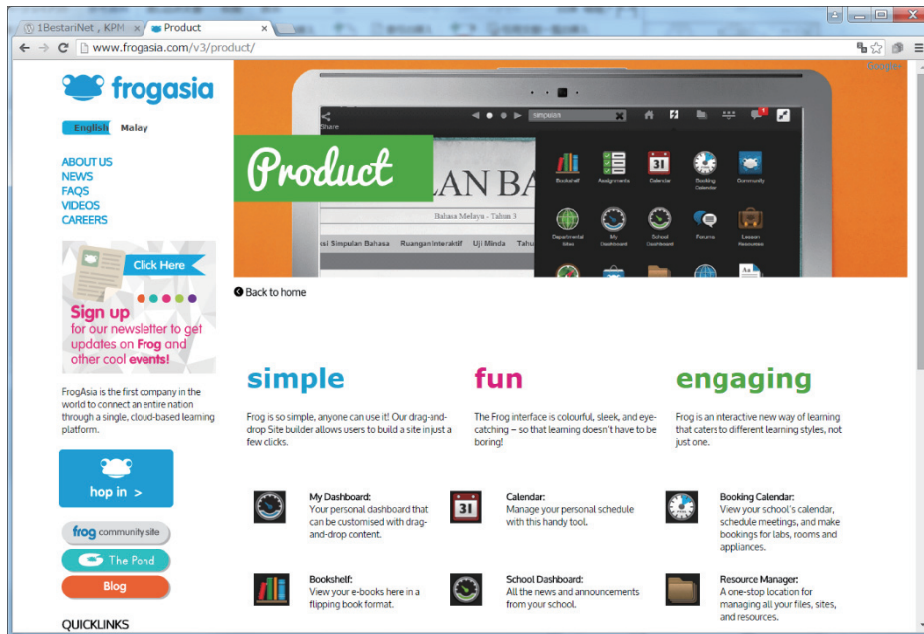 1BestariNet , KPM
Product
www.frogasia.com/v3/product/
Google+
frogasia
English Malay
ABOUT US
NEWS
FAQS
VIDEOS
CAREERS
Click Here
Sign up
for our newsletter to get
updates on Frog and
other cool events!
FrogAsia is the first company in the
world to connect an entire nation
through a single, cloud-based learning
platform.
hop in >
frog community site
The Pond
Blog
QUICKLINKS
Product
Share
simpulan
Bahasa Melayu - Tahun 3
si Simpulan Bahasa Ruangan Interaktif Uji Minda Tahu
Bookshelf Assignments Calendar Booking Calendar Community
Departmental Sites My Dashboard School Dashboard Forums Lesson Resources
Back to home
simple
Frog is so simple, anyone can use it! Our drag-and-
drop Site builder allows users to build a site in just a
few clicks.
fun
The Frog interface is colourful, sleek, and eye-
catching – so that learning doesn't have to be
boring!
engaging
Frog is an nteractive new way of learning
that caters to different learning styles, not
just one.
My Dashboard:
Your personal dashboard that
can be customised with drag-
and-drop content.
31
Calendar:
Manage your personal schedule
with this handy tool.
Booking Calendar:
View your school's calendar,
schedule meetings, and make
bookings for labs, rooms and
appliances.
Bookshelf:
View your e-books here in a
flipping book format.
School Dashboard:
All the news and announcements
from your school.
Resource Manager:
A one-stop location for
managing all your files, sites,
and resources.